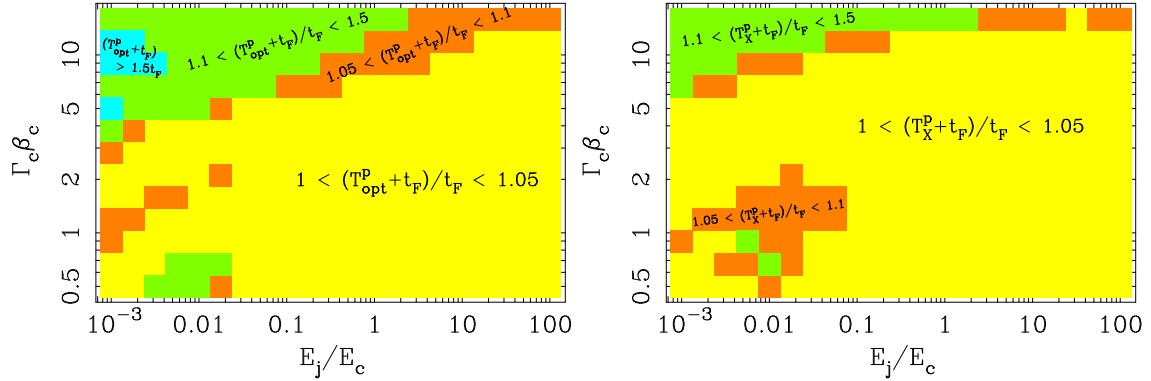 (T^p_opt+t_F)
> 1.5t_F
1.1 < (T^p_opt+t_F)/t_F < 1.5
1.05 < (T^p_opt+t_F)/t_F < 1.1
1 < (T^p_opt+t_F)/t_F < 1.05
10
5
2
1
0.5
Γ_cβ_c
10^-3
0.01
0.1
1
10
100
E_j/E_c
1.1 < (T^p_X+t_F)/t_F < 1.5
1 < (T^p_X+t_F)/t_F < 1.05
1.05 < (T^p_X+t_F)/t_F < 1.1
10
5
2
1
0.5
Γ_cβ_c
10^-3
0.01
0.1
1
10
100
E_j/E_c